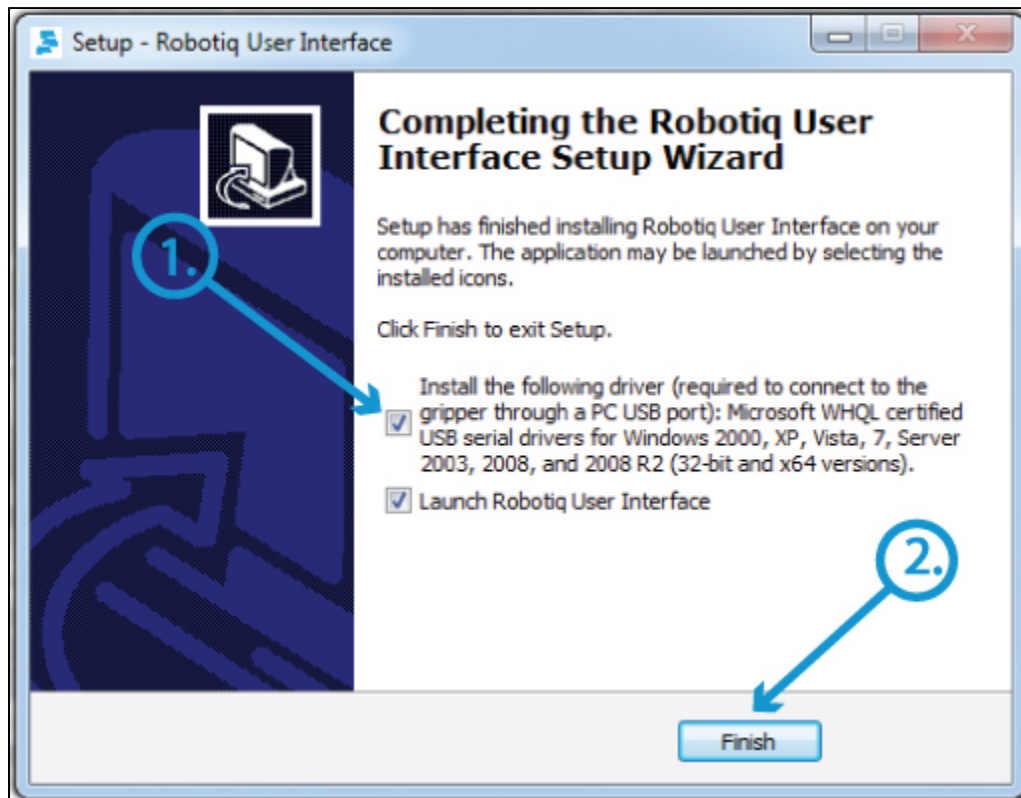 Setup - Robotiq User Interface
Completing the Robotiq User
Interface Setup Wizard
Setup has finished installing Robotiq User Interface on your
computer. The application may be launched by selecting the
installed icons.
1.
Click Finish to exit Setup.
Install the following driver (required to connect to the
gripper through a PC USB port): Microsoft WHQL certified
USB serial drivers for Windows 2000, XP, Vista, 7, Server
2003, 2008, and 2008 R2 (32-bit and x64 versions).
Launch Robotiq User Interface
2.
Finish